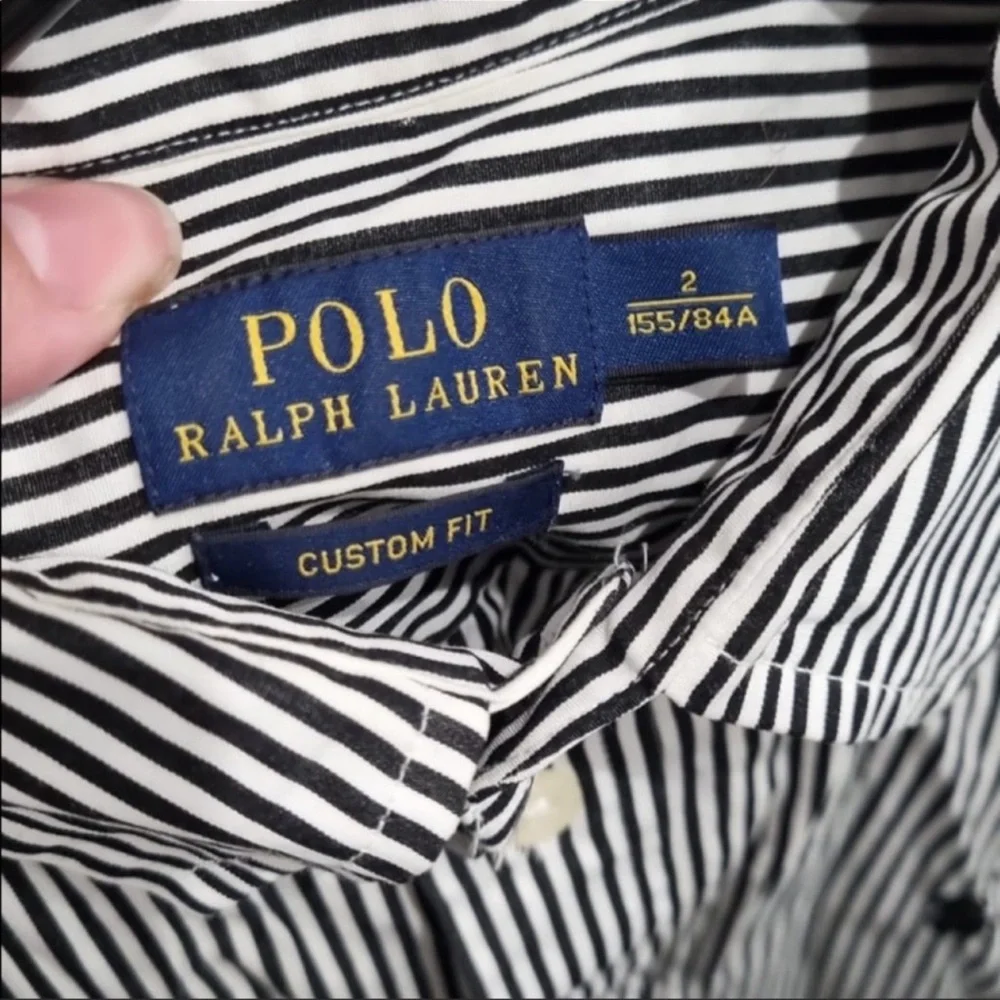 POLO
RALPH LAUREN
2
155/84A
CUSTOM FIT